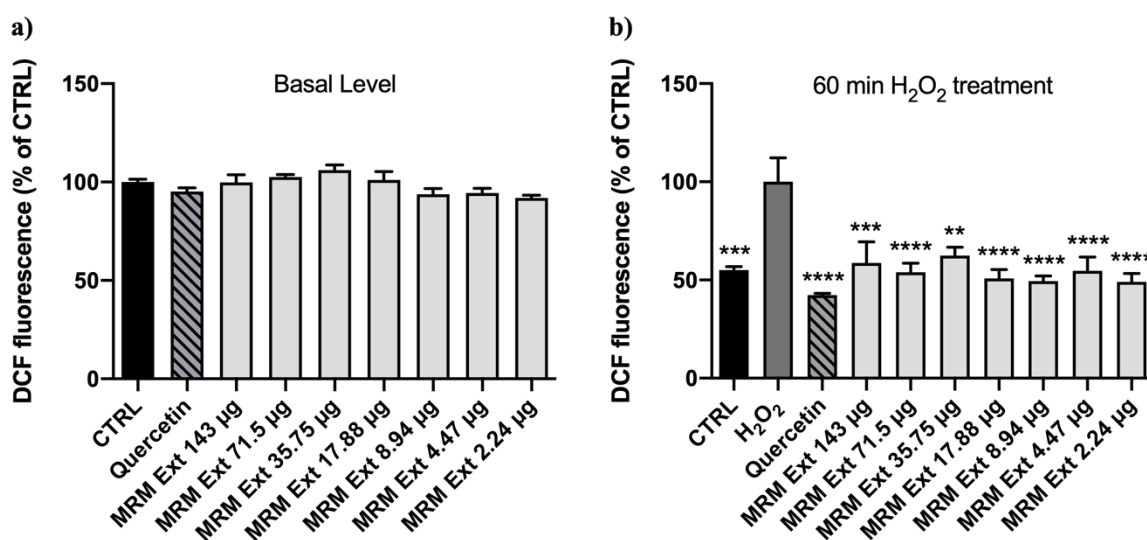 a)
Basal Level
DCF fluorescence (% of CTRL)
150
100
50
0
CTRL
Quercetin
MRM Ext 143 µg
MRM Ext 71.5 µg
MRM Ext 35.75 µg
MRM Ext 17.88 µg
MRM Ext 8.94 µg
MRM Ext 4.47 µg
MRM Ext 2.24 µg
b)
60 min H₂O₂ treatment
DCF fluorescence (% of CTRL)
150
100
50
0
*** **** *** **** ** **** **** **** ****
CTRL
H₂O₂
Quercetin
MRM Ext 143 µg
MRM Ext 71.5 µg
MRM Ext 35.75 µg
MRM Ext 17.88 µg
MRM Ext 8.94 µg
MRM Ext 4.47 µg
MRM Ext 2.24 µg